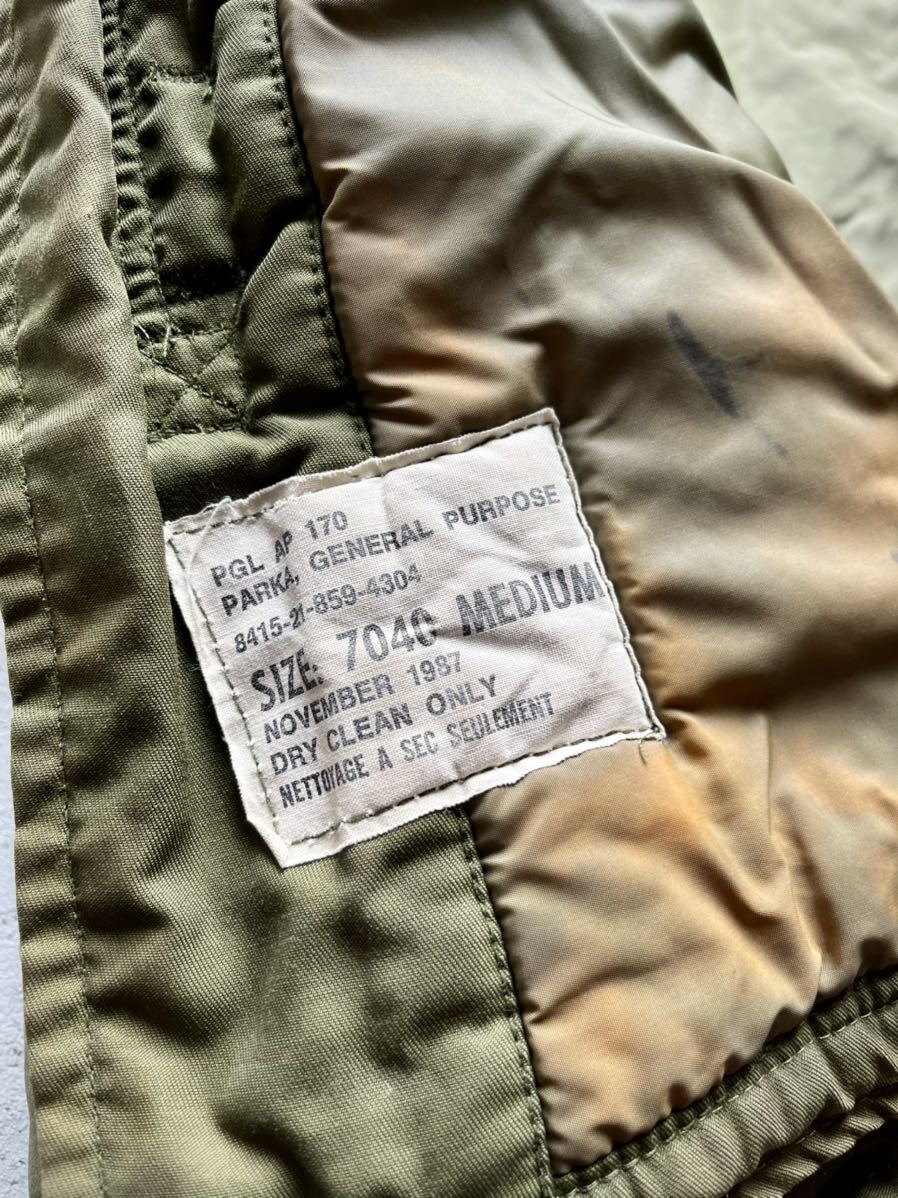 PGL AP 170
PARKA, GENERAL PURPOSE
8415-21-859-4304
SIZE: 7040 MEDIUM
NOVEMBER 1987
DRY CLEAN ONLY
NETTOYAGE A SEC SEULEMENT